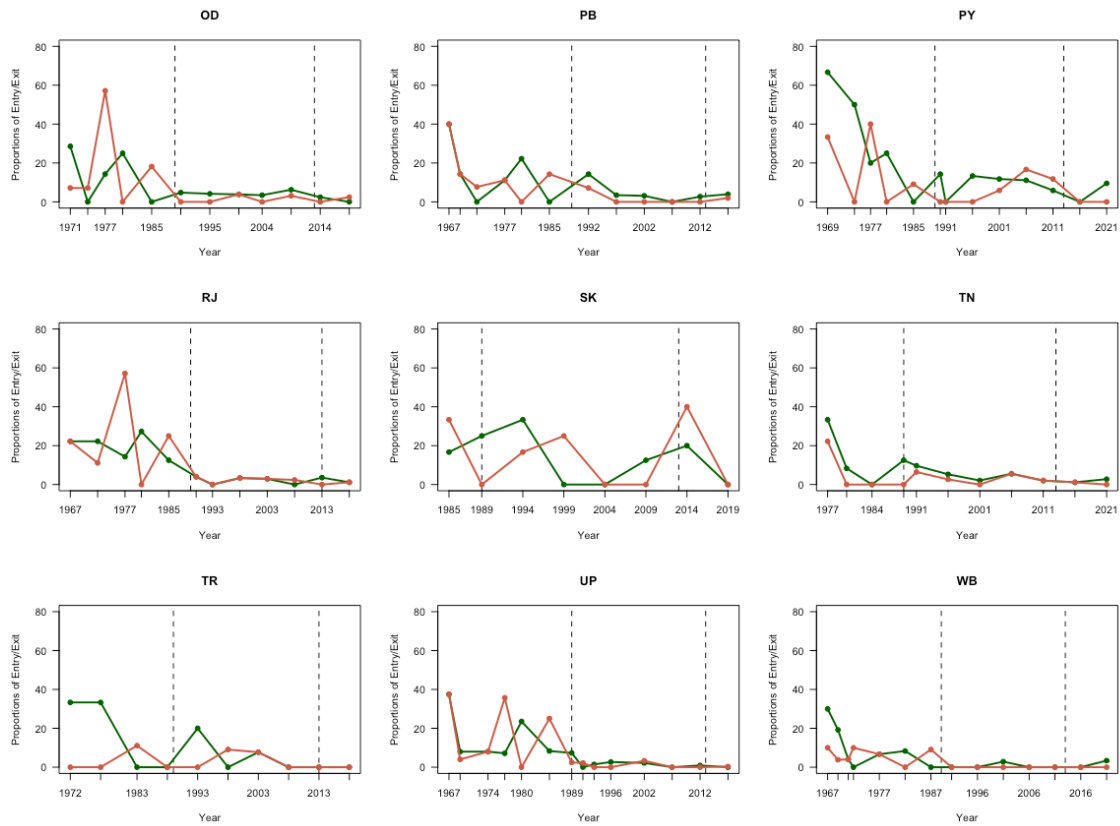 OD
Proportions of Entry/Exit
80
60
40
20
0
1971 1977 1985 1995 2004 2014
Year
PB
Proportions of Entry/Exit
80
60
40
20
0
1967 1977 1985 1992 2002 2012
Year
PY
Proportions of Entry/Exit
80
60
40
20
0
1969 1977 1985 1991 2001 2011 2021
Year
RJ
Proportions of Entry/Exit
80
60
40
20
0
1967 1977 1985 1993 2003 2013
Year
SK
Proportions of Entry/Exit
80
60
40
20
0
1985 1989 1994 1999 2004 2009 2014 2019
Year
TN
Proportions of Entry/Exit
80
60
40
20
0
1977 1984 1991 2001 2011 2021
Year
TR
Proportions of Entry/Exit
80
60
40
20
0
1972 1983 1993 2003 2013
Year
UP
Proportions of Entry/Exit
80
60
40
20
0
1967 1974 1980 1989 1996 2002 2012
Year
WB
Proportions of Entry/Exit
80
60
40
20
0
1967 1977 1987 1996 2006 2016
Year